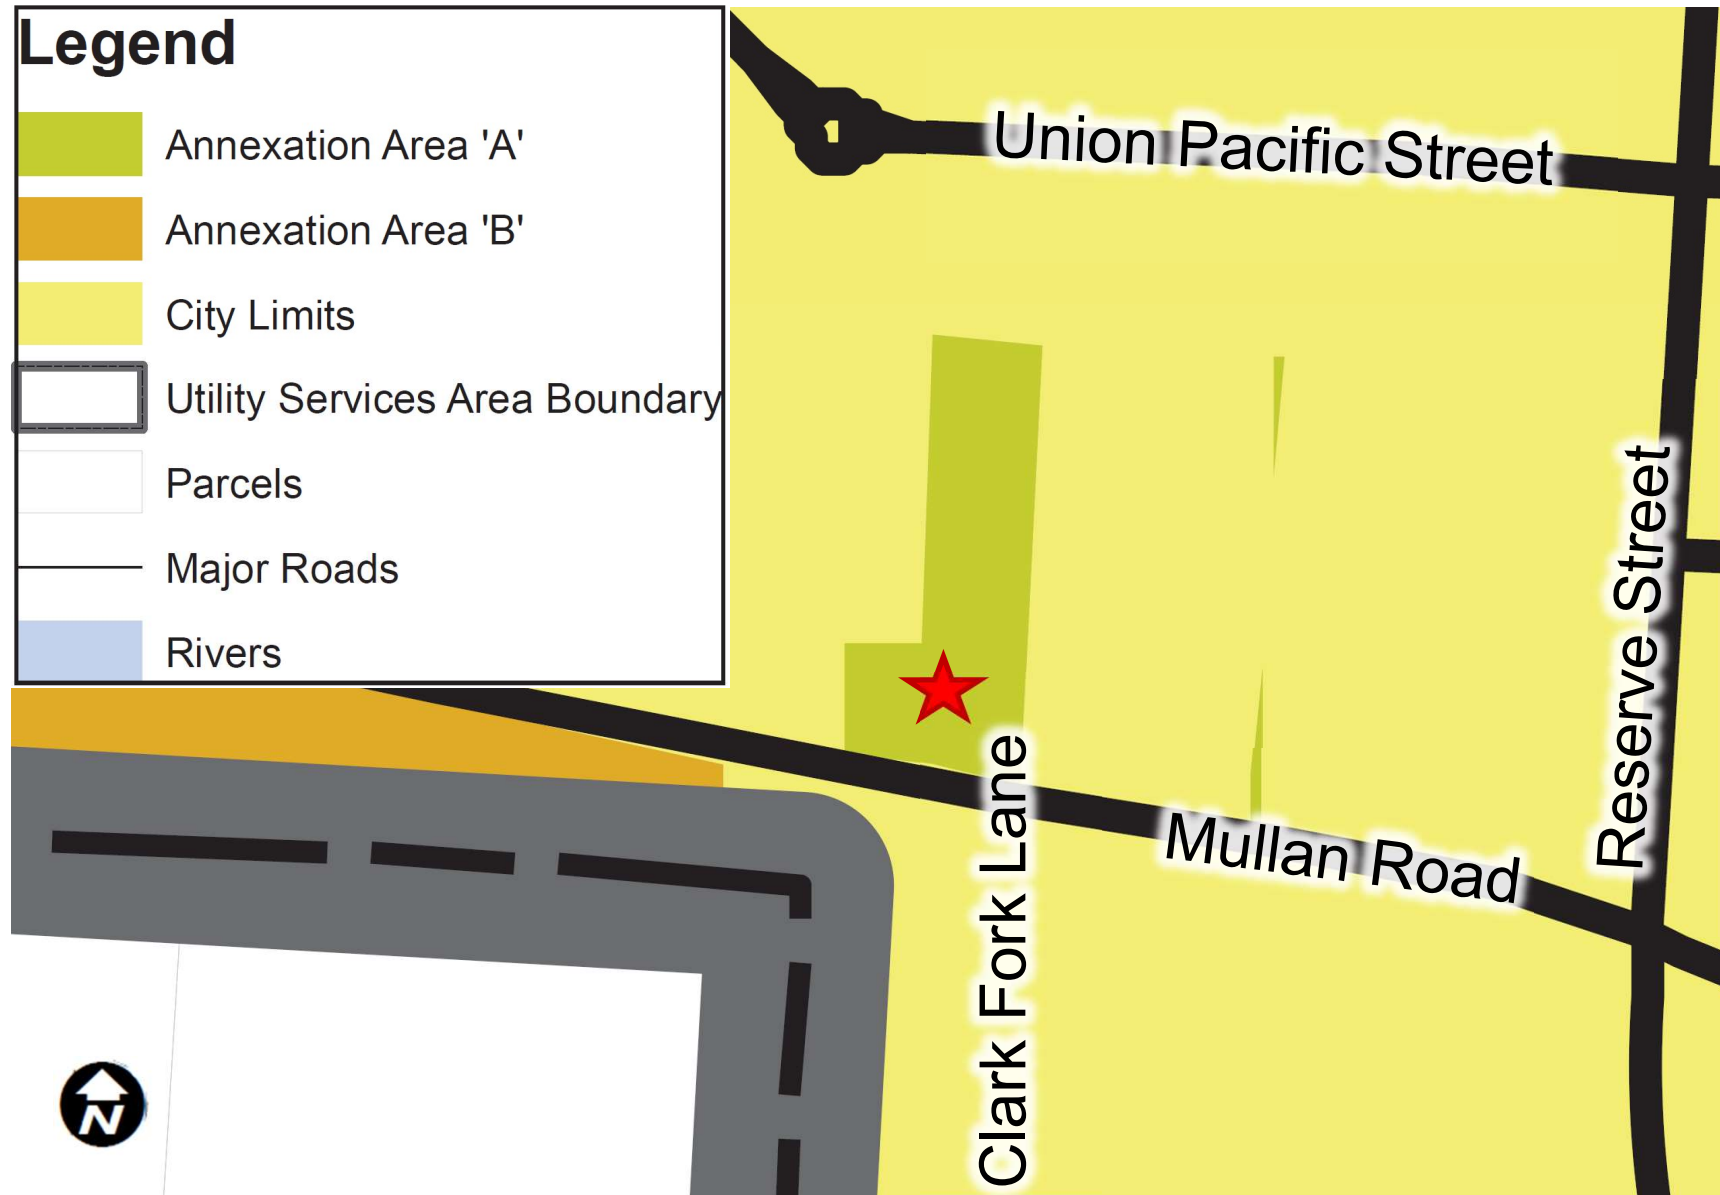 Legend
Annexation Area 'A'
Annexation Area 'B'
City Limits
Utility Services Area Boundary
Parcels
Major Roads
Rivers
Union Pacific Street
Reserve Street
Mullan Road
Clark Fork Lane
N